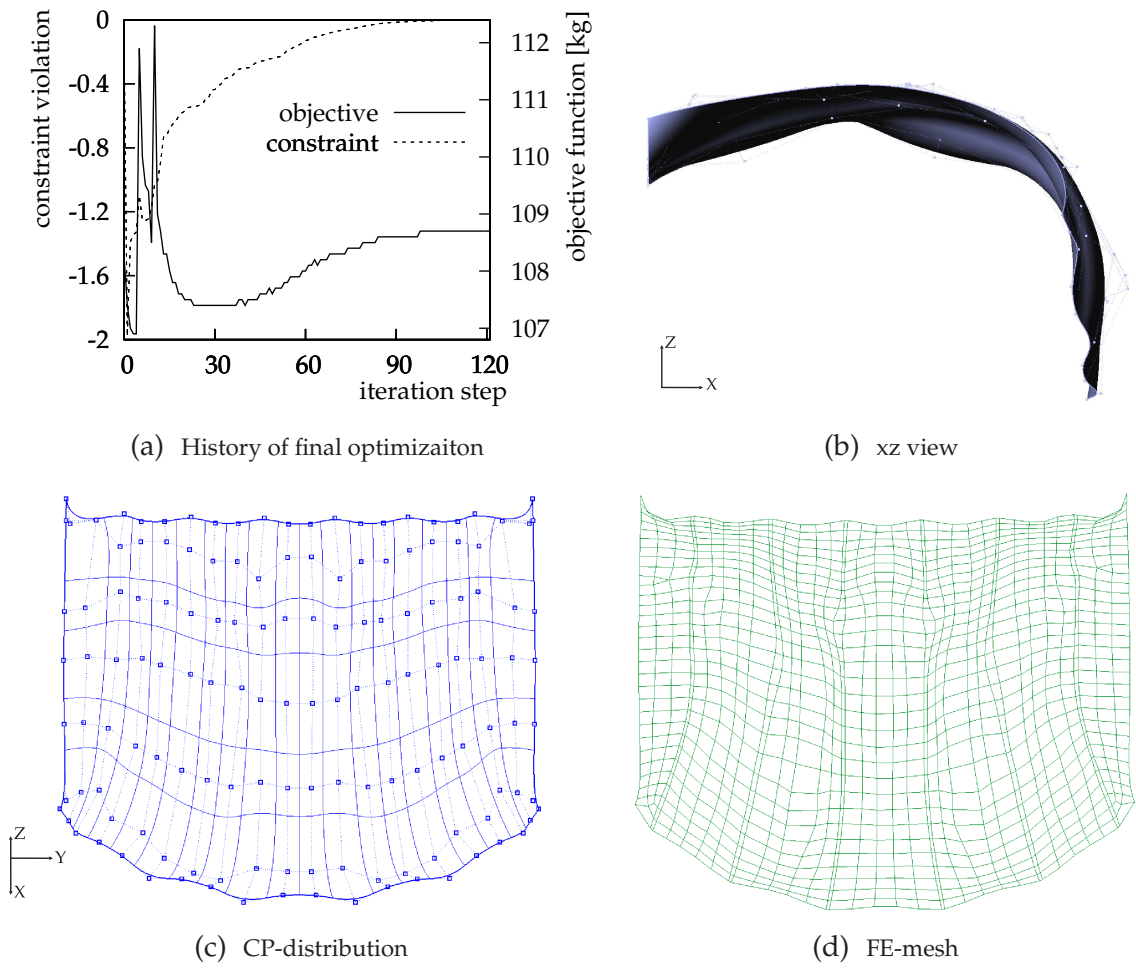 constraint violation
0
-0.4
-0.8
-1.2
-1.6
-2
objective
constraint
112
111
110
109
108
107
objective function [kg]
0 30 60 90 120
iteration step
Z
X
(a) History of final optimizaiton
(b) xz view
Z
Y
X
(c) CP-distribution
(d) FE-mesh